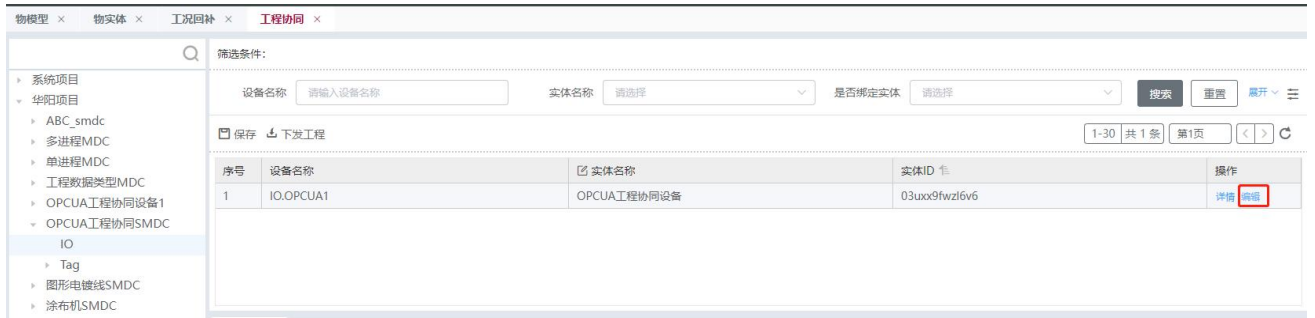 物模型 × 物实体 × 工况回补 × 工程协同 ×
筛选条件:
系统项目
华阳项目
ABC_smdc
多进程MDC
单进程MDC
工程数据类型MDC
OPCUA工程协同设备1
OPCUA工程协同SMDC
IO
Tag
图形电镀线SMDC
涂布机SMDC
设备名称 请输入设备名称 实体名称 请选择 是否绑定实体 请选择 搜索 重置 展开
保存 下发工程 1-30 共 1 条 第1页 < >
序号 设备名称 实体名称 实体ID 操作
1 IO.OPCUA1 OPCUA工程协同设备 03uxx9fwzl6v6 详情 编辑